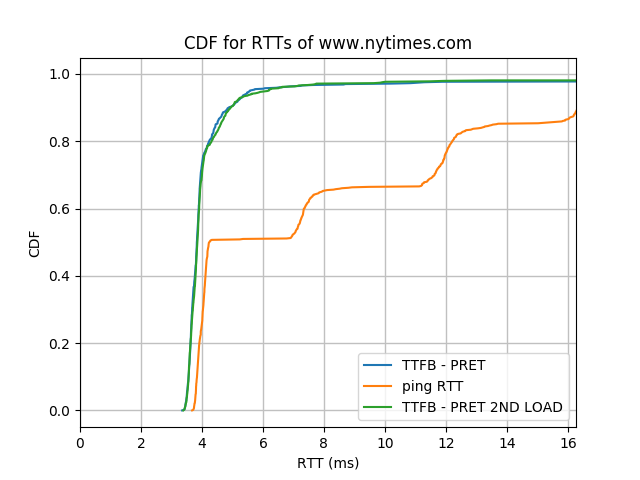 CDF for RTTs of www.nytimes.com
1.0
0.8
0.6
0.4
0.2
0.0
CDF
TTFB - PRET
ping RTT
TTFB - PRET 2ND LOAD
0 2 4 6 8 10 12 14 16
RTT (ms)